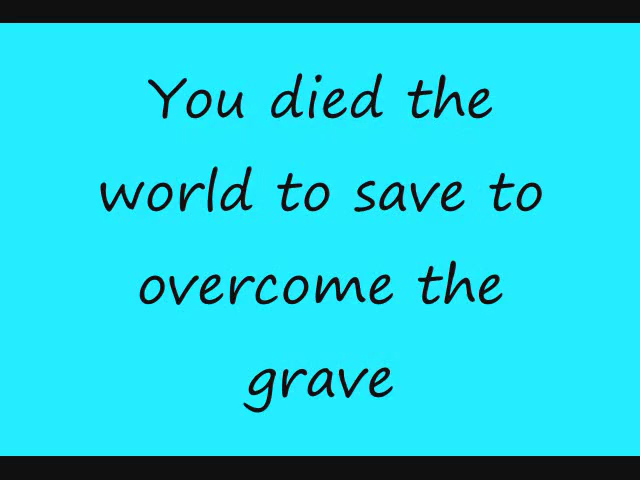 You died the
world to save to
overcome the
grave